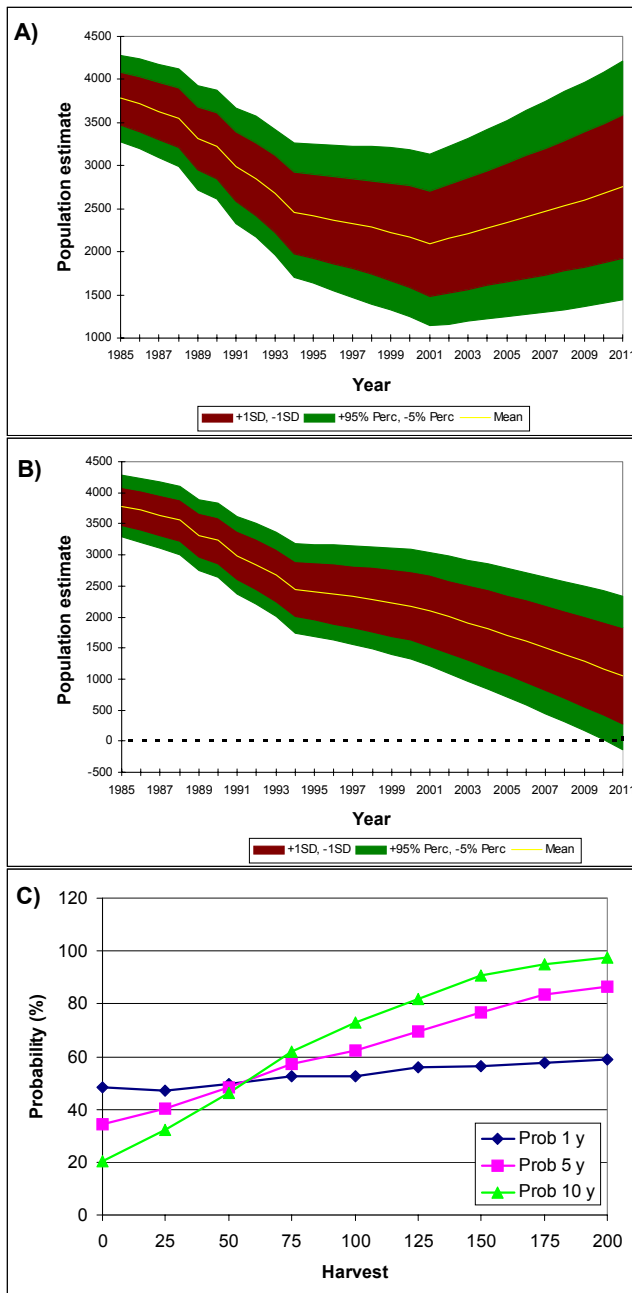 A)
Population estimate
4500
4000
3500
3000
2500
2000
1500
1000
1985 1987 1989 1991 1993 1995 1997 1999 2001 2003 2005 2007 2009 2011
Year
+1SD, -1SD +95% Perc, -5% Perc Mean
B)
Population estimate
4500
4000
3500
3000
2500
2000
1500
1000
500
0
-500
1985 1987 1989 1991 1993 1995 1997 1999 2001 2003 2005 2007 2009 2011
Year
+1SD, -1SD +95% Perc, -5% Perc Mean
C)
Probability (%)
120
100
80
60
40
20
0
Prob 1 y
Prob 5 y
Prob 10 y
0 25 50 75 100 125 150 175 200
Harvest